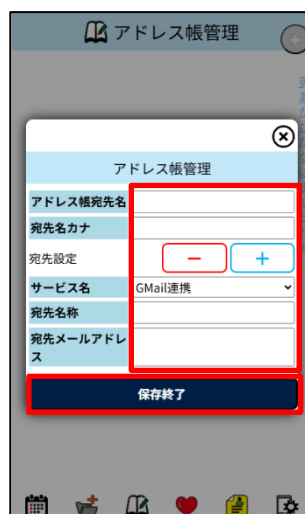 アドレス帳管理
アドレス帳管理
アドレス帳宛先名
宛先名カナ
宛先設定
サービス名 GMail連携
宛先名称
宛先メールアドレ
ス
保存終了